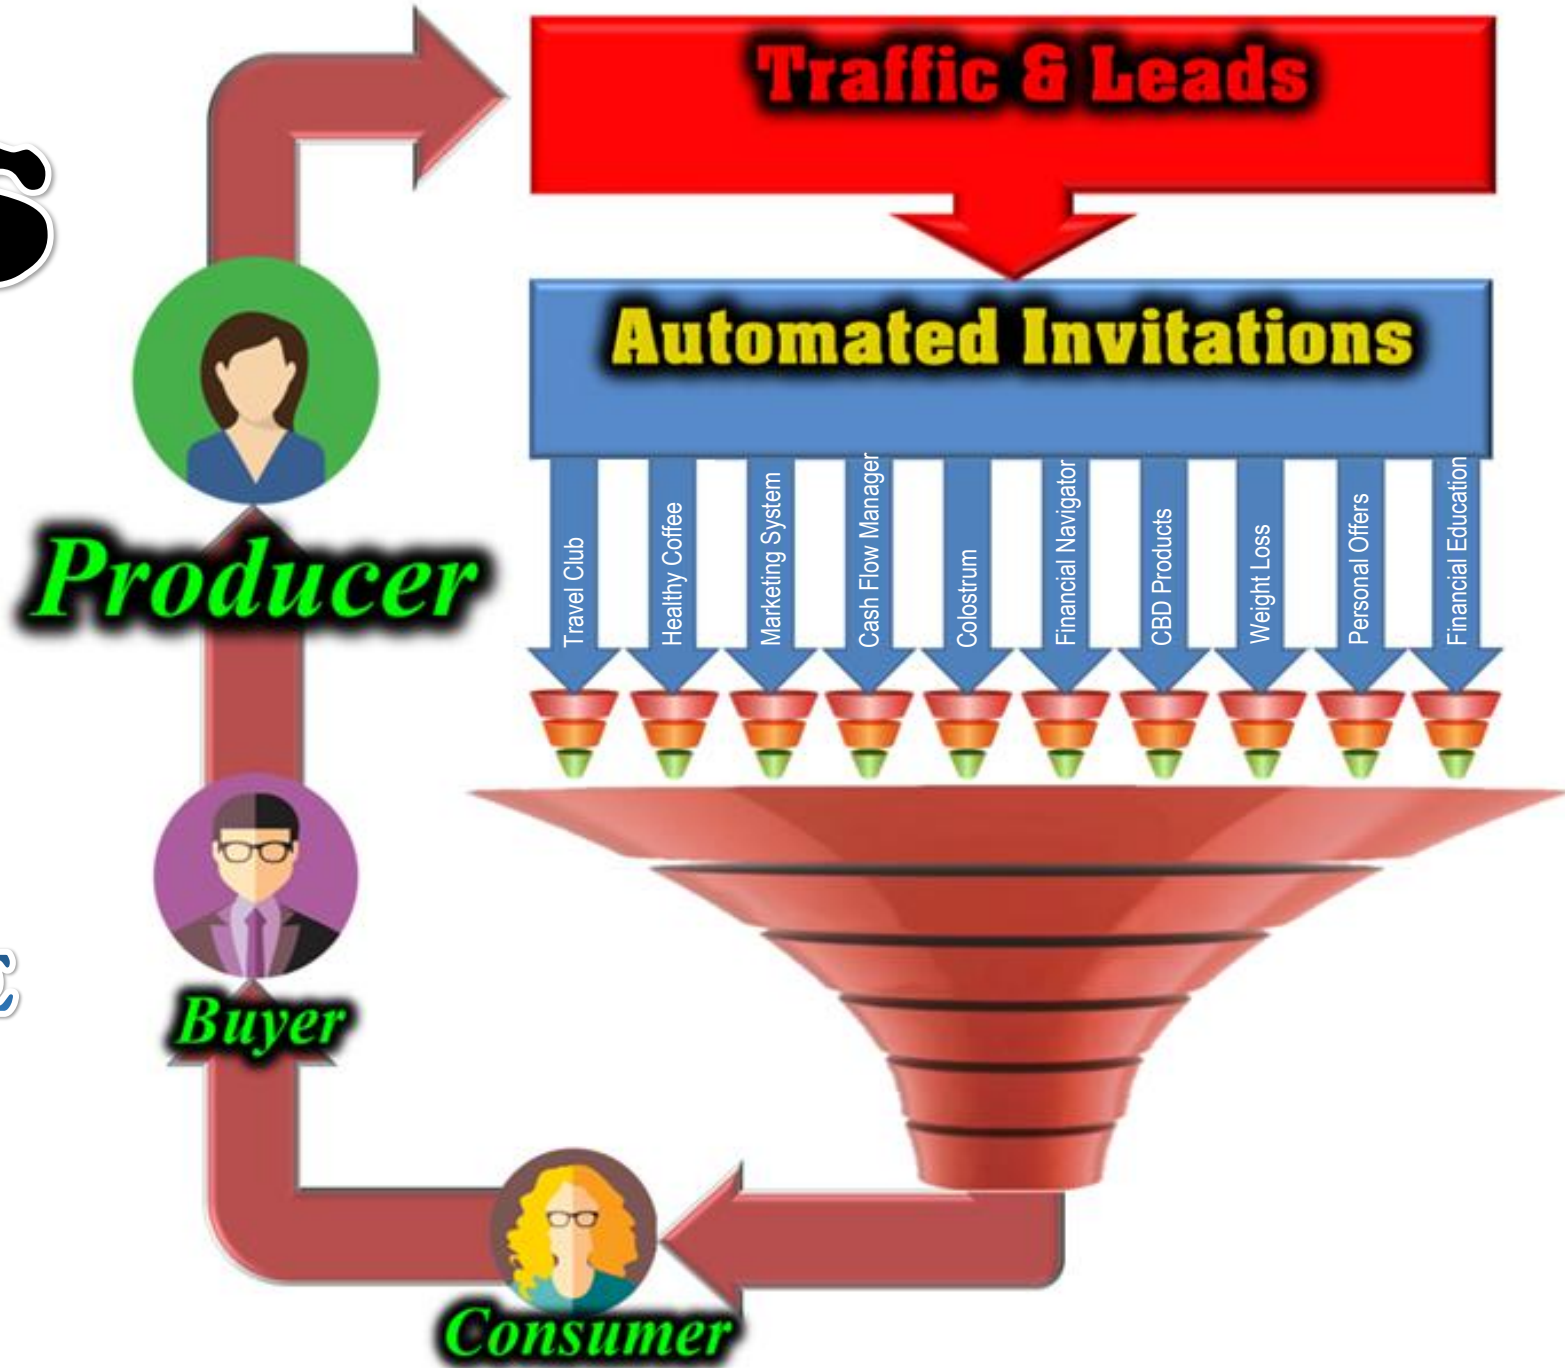 Traffic & Leads
Automated Invitations
Travel Club
Healthy Coffee
Marketing System
Cash Flow Manager
Colostrum
Financial Navigator
CBD Products
Weight Loss
Personal Offers
Financial Education
Producer
Buyer
Consumer